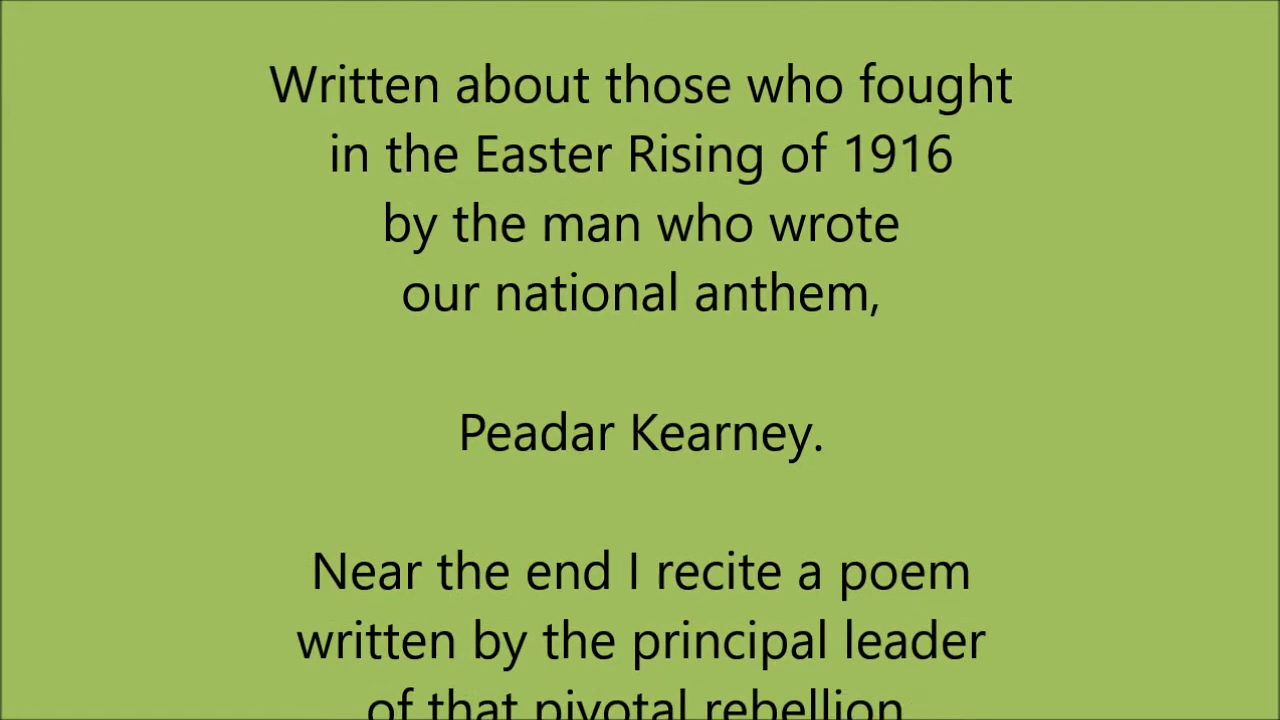 Written about those who fought
in the Easter Rising of 1916
by the man who wrote
our national anthem,
Peadar Kearney.
Near the end I recite a poem
written by the principal leader
of that pivotal rebellion